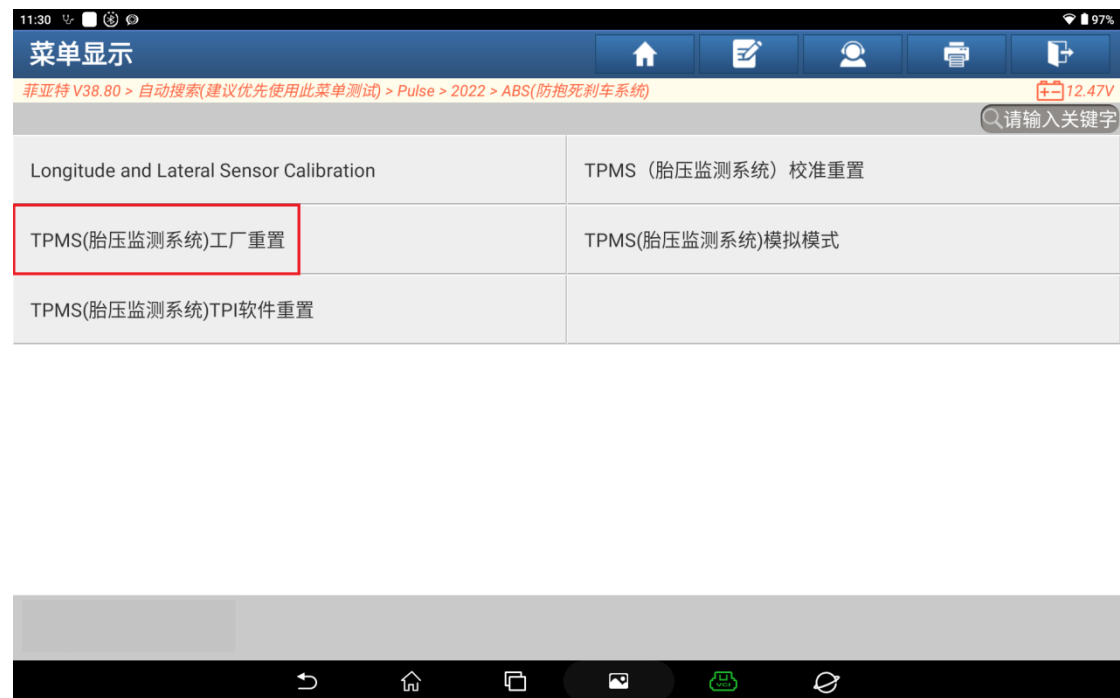 11:30
97%
菜单显示
菲亚特 V38.80 > 自动搜索(建议优先使用此菜单测试) > Pulse > 2022 > ABS(防抱死刹车系统)
12.47V
请输入关键字
Longitude and Lateral Sensor Calibration
TPMS（胎压监测系统）校准重置
TPMS(胎压监测系统)工厂重置
TPMS(胎压监测系统)模拟模式
TPMS(胎压监测系统)TPI软件重置
VCI